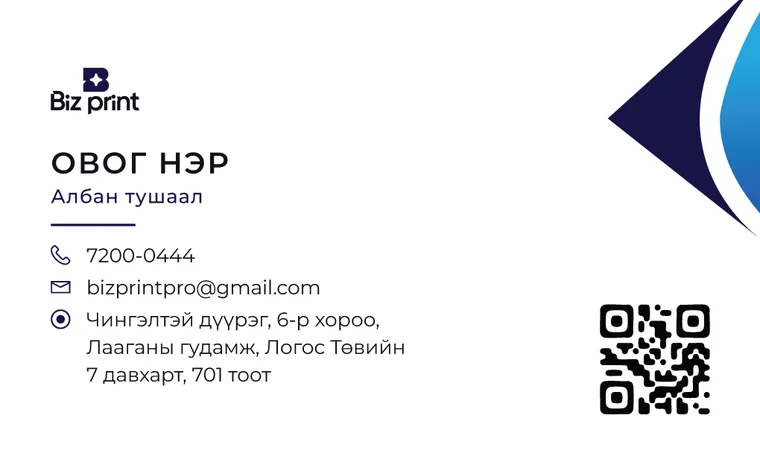 Biz print
ОВОГ НЭР
Албан тушаал
7200-0444
bizprintpro@gmail.com
Чингэлтэй дүүрэг, 6-р хороо,
Лааганы гудамж, Логос Төвийн
7 давхарт, 701 тоот